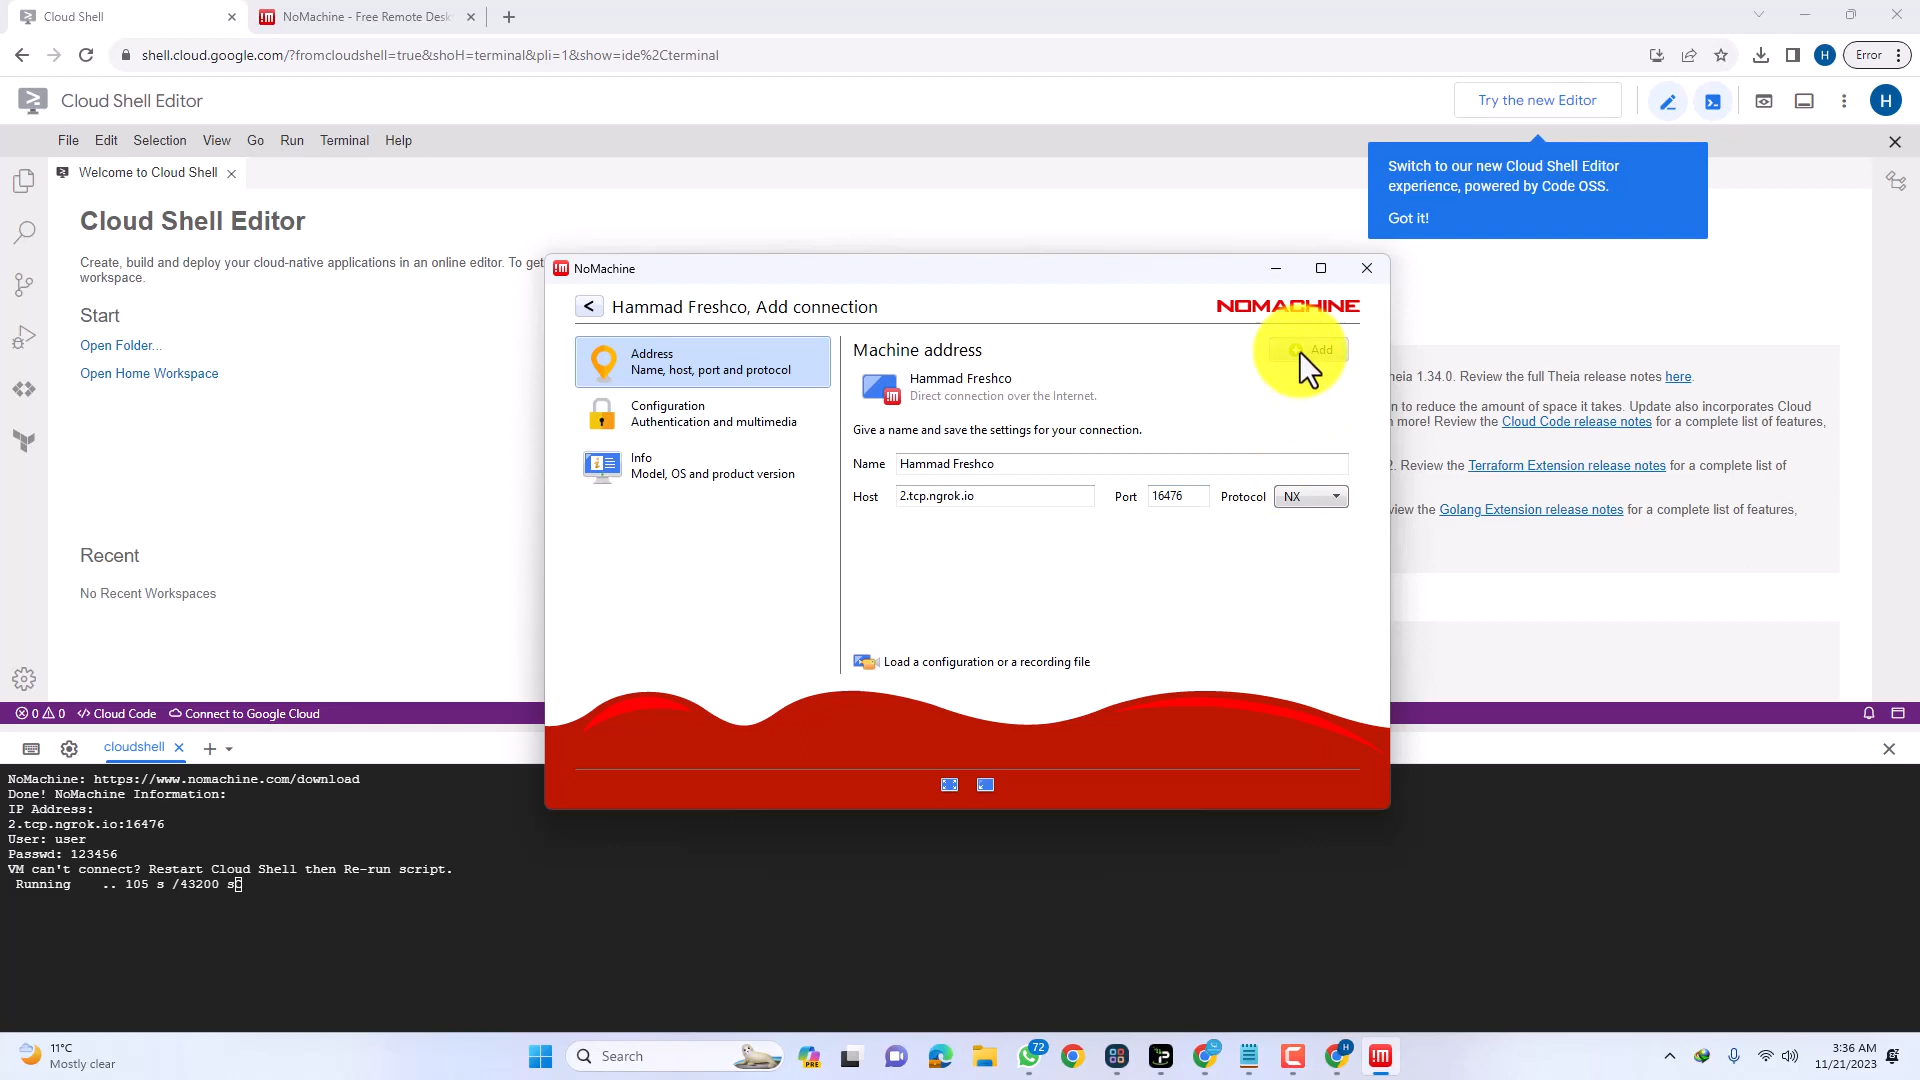 Cloud Shell
NoMachine - Free Remote Desk
shell.cloud.google.com/?fromcloudshell=true&shoH=terminal&pli=1&show=ide%2Cterminal
H
Error
Cloud Shell Editor
Try the new Editor
H
File Edit Selection View Go Run Terminal Help
Switch to our new Cloud Shell Editor
experience, powered by Code OSS.
Got it!
Welcome to Cloud Shell
Cloud Shell Editor
Create, build and deploy your cloud-native applications in an online editor. To get
workspace.
Start
Open Folder...
Open Home Workspace
Recent
No Recent Workspaces
NoMachine
Hammad Freshco, Add connection
NOMACHINE
Address
Name, host, port and protocol
Configuration
Authentication and multimedia
Info
Model, OS and product version
Machine address
Add
Hammad Freshco
Direct connection over the Internet.
Give a name and save the settings for your connection.
Name Hammad Freshco
Host 2.tcp.ngrok.io Port 16476 Protocol NX
Load a configuration or a recording file
heia 1.34.0. Review the full Theia release notes here.
n to reduce the amount of space it takes. Update also incorporates Cloud
more! Review the Cloud Code release notes for a complete list of features,
2. Review the Terraform Extension release notes for a complete list of
view the Golang Extension release notes for a complete list of features,
0 0 Cloud Code Connect to Google Cloud
cloudshell
NoMachine: https://www.nomachine.com/download
Done! NoMachine Information:
IP Address:
2.tcp.ngrok.io:16476
User: user
Passwd: 123456
VM can't connect? Restart Cloud Shell then Re-run script.
Running .. 105 s /43200 s
11°C
Mostly clear
Search
PRE
72
H
3:36 AM
11/21/2023